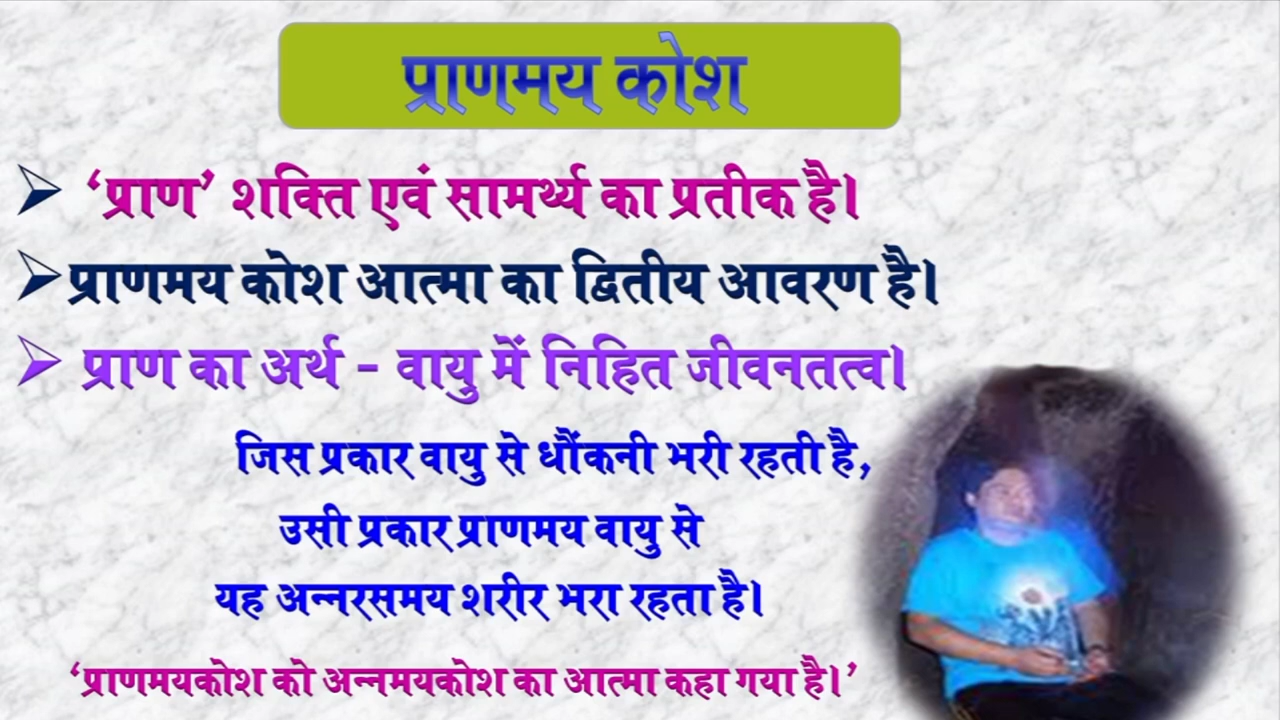 प्राणमय कोश
‘प्राण’ शक्ति एवं सामर्थ्य का प्रतीक है।
प्राणमय कोश आत्मा का द्वितीय आवरण है।
प्राण का अर्थ - वायु में निहित जीवनतत्व।
जिस प्रकार वायु से धौंकनी भरी रहती है,
उसी प्रकार प्राणमय वायु से
यह अन्नरसमय शरीर भरा रहता है।
‘प्राणमयकोश को अन्नमयकोश का आत्मा कहा गया है।’